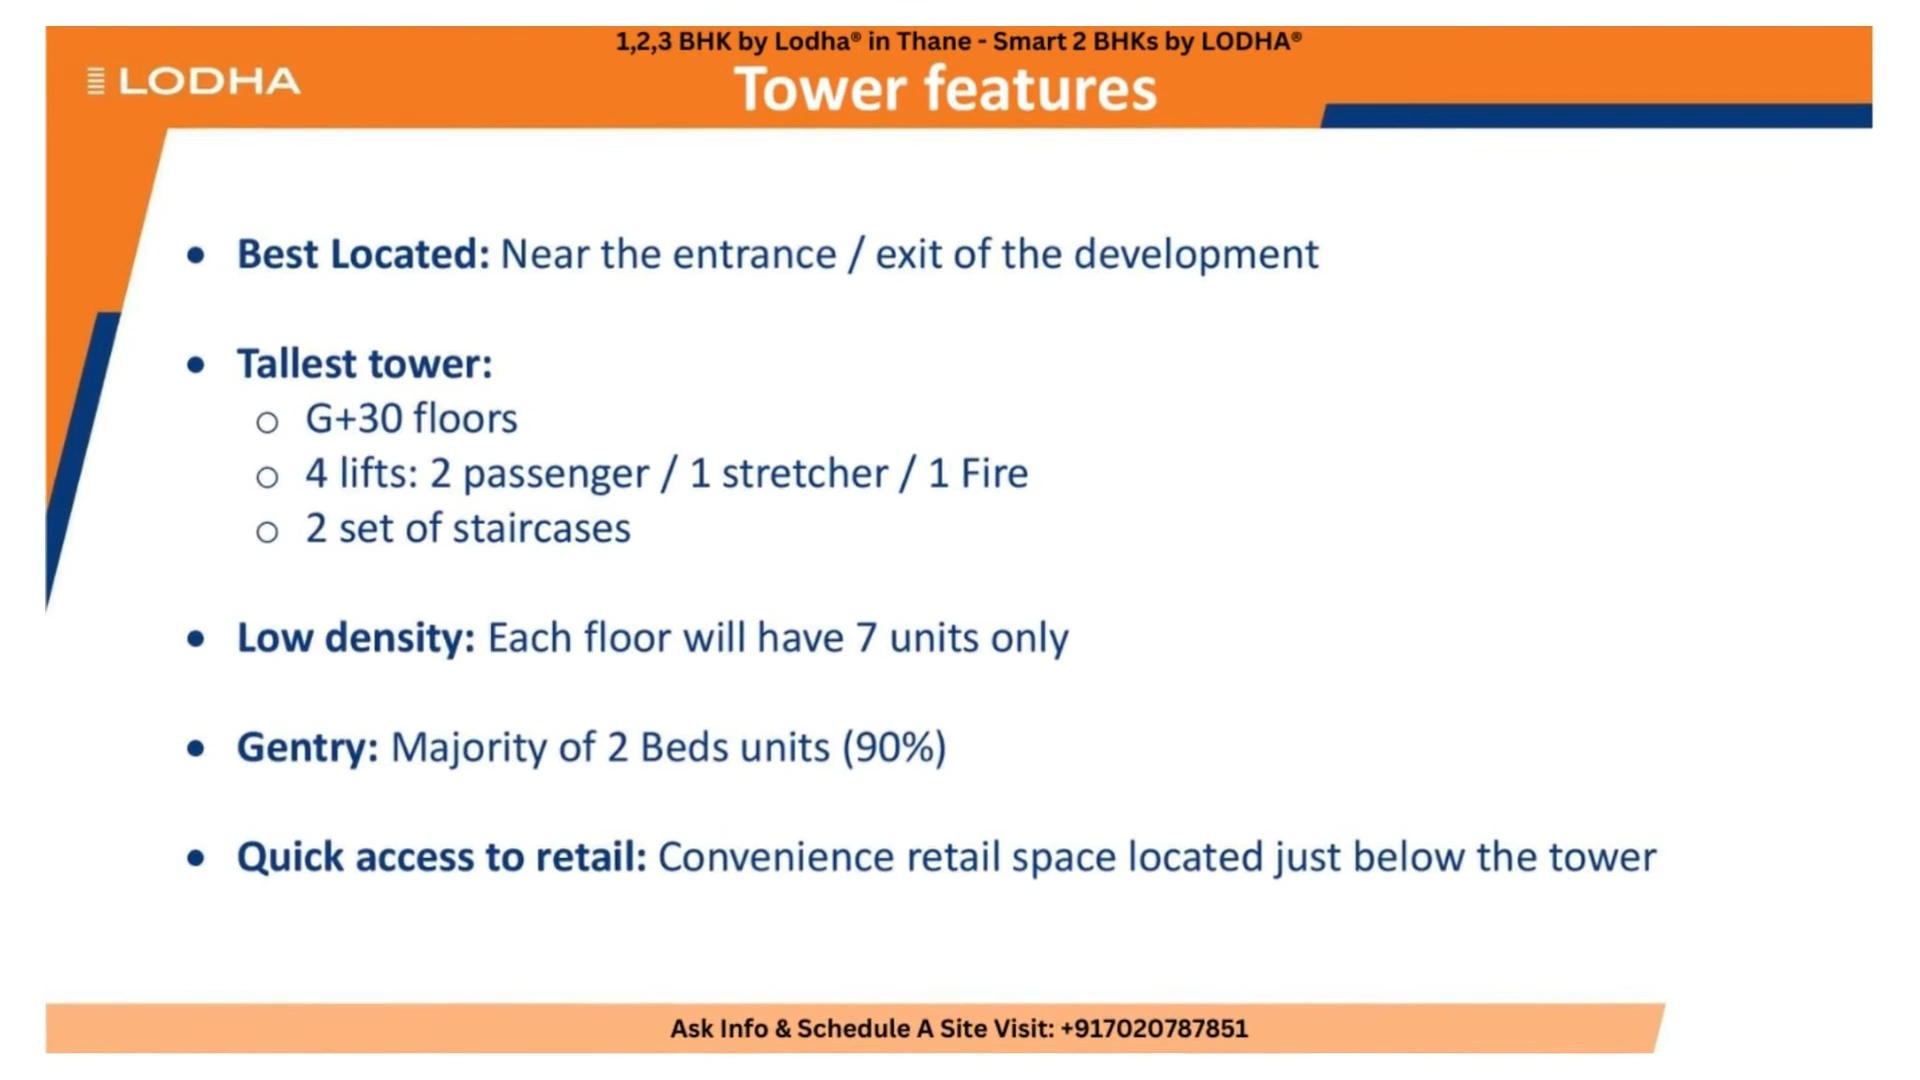 1,2,3 BHK by Lodha® in Thane - Smart 2 BHKs by LODHA®
LODHA
Tower features
• Best Located: Near the entrance / exit of the development
• Tallest tower:
o G+30 floors
o 4 lifts: 2 passenger / 1 stretcher / 1 Fire
o 2 set of staircases
• Low density: Each floor will have 7 units only
• Gentry: Majority of 2 Beds units (90%)
• Quick access to retail: Convenience retail space located just below the tower
Ask Info & Schedule A Site Visit: +917020787851